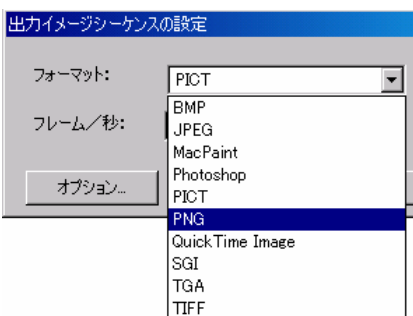 出力イメージシーケンスの設定
フォーマット: PICT
フレーム／秒:
BMP
JPEG
MacPaint
Photoshop
PICT
PNG
QuickTime Image
SGI
TGA
TIFF
オプション...